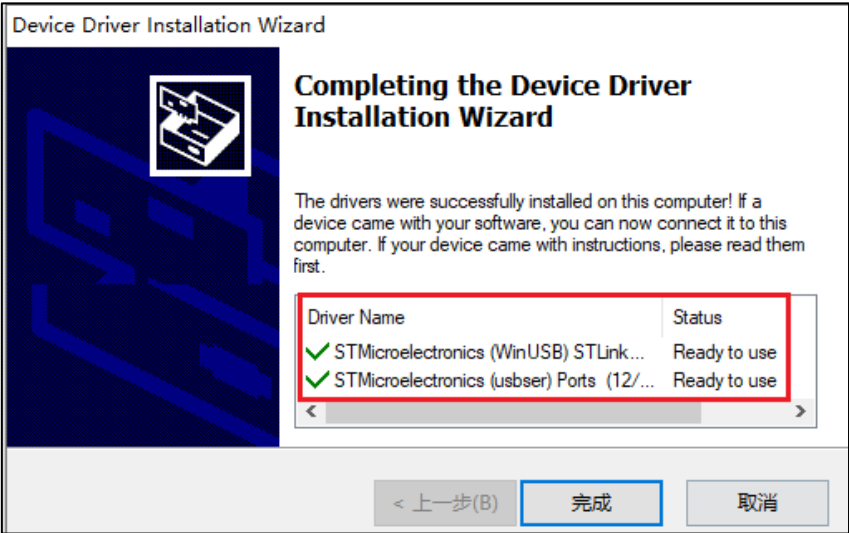 Device Driver Installation Wizard
Completing the Device Driver
Installation Wizard
The drivers were successfully installed on this computer! If a
device came with your software, you can now connect it to this
computer. If your device came with instructions, please read them
first.
Driver Name Status
STMicroelectronics (WinUSB) STLink... Ready to use
STMicroelectronics (usbser) Ports (12/... Ready to use
< 上一步(B) 完成 取消